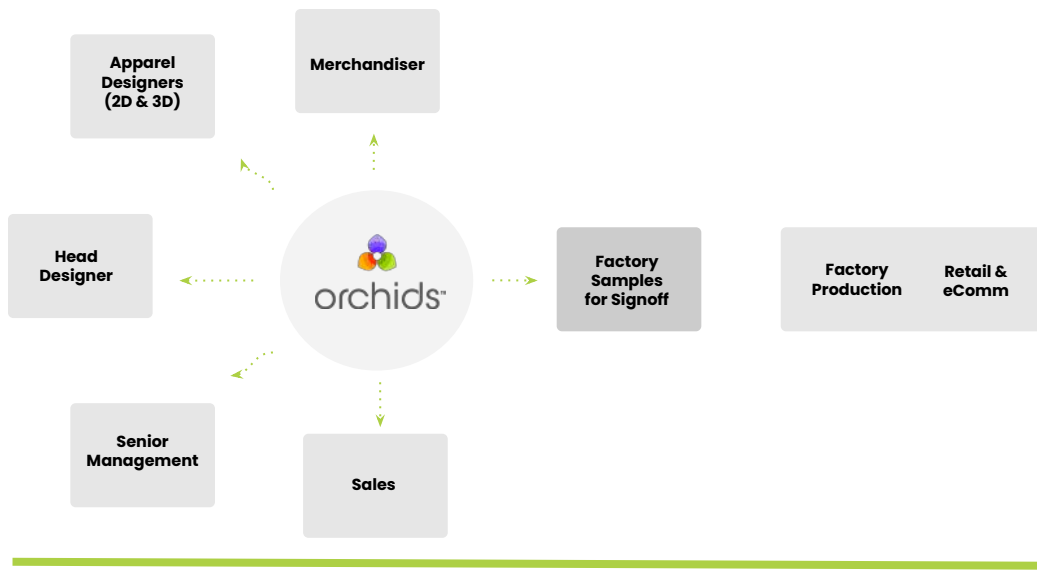 Apparel
Designers
(2D & 3D)
Merchandiser
Head
Designer
orchids™
Factory
Samples
for Signoff
Factory
Production
Retail &
eComm
Senior
Management
Sales